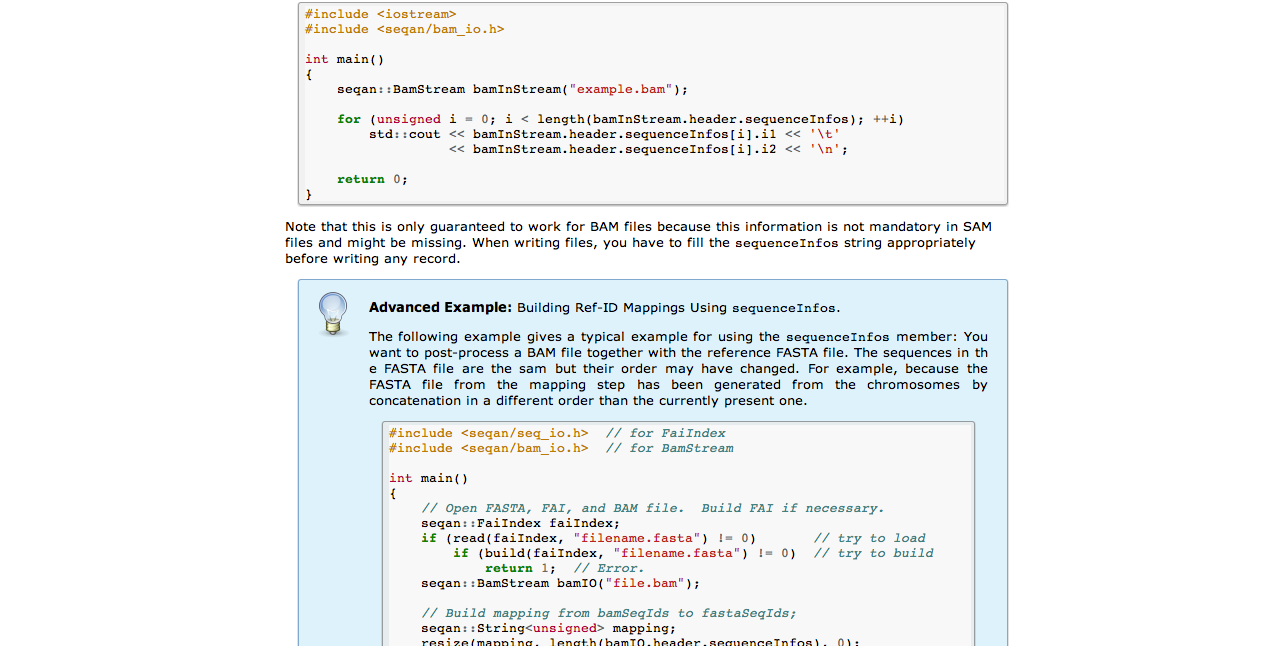 #include <iostream>
#include <seqan/bam_io.h>
int main()
{
    seqan::BamStream bamInStream("example.bam");
    for (unsigned i = 0; i < length(bamInStream.header.sequenceInfos); ++i)
        std::cout << bamInStream.header.sequenceInfos[i].i1 << '\t'
                  << bamInStream.header.sequenceInfos[i].i2 << '\n';
    return 0;
}
Note that this is only guaranteed to work for BAM files because this information is not mandatory in SAM
files and might be missing. When writing files, you have to fill the sequenceInfos string appropriately
before writing any record.
Advanced Example: Building Ref-ID Mappings Using sequenceInfos.
The following example gives a typical example for using the sequenceInfos member: You
want to post-process a BAM file together with the reference FASTA file. The sequences in th
e FASTA file are the sam but their order may have changed. For example, because the
FASTA file from the mapping step has been generated from the chromosomes by
concatenation in a different order than the currently present one.
#include <seqan/seq_io.h>  // for FaiIndex
#include <seqan/bam_io.h>  // for BamStream
int main()
{
    // Open FASTA, FAI, and BAM file.  Build FAI if necessary.
    seqan::FaiIndex faiIndex;
    if (read(faiIndex, "filename.fasta") != 0)       // try to load
        if (build(faiIndex, "filename.fasta") != 0)  // try to build
            return 1;  // Error.
    seqan::BamStream bamIO("file.bam");
    // Build mapping from bamSeqIds to fastaSeqIds;
    seqan::String<unsigned> mapping;
    resize(mapping, length(bamIO.header.sequenceInfos), 0);